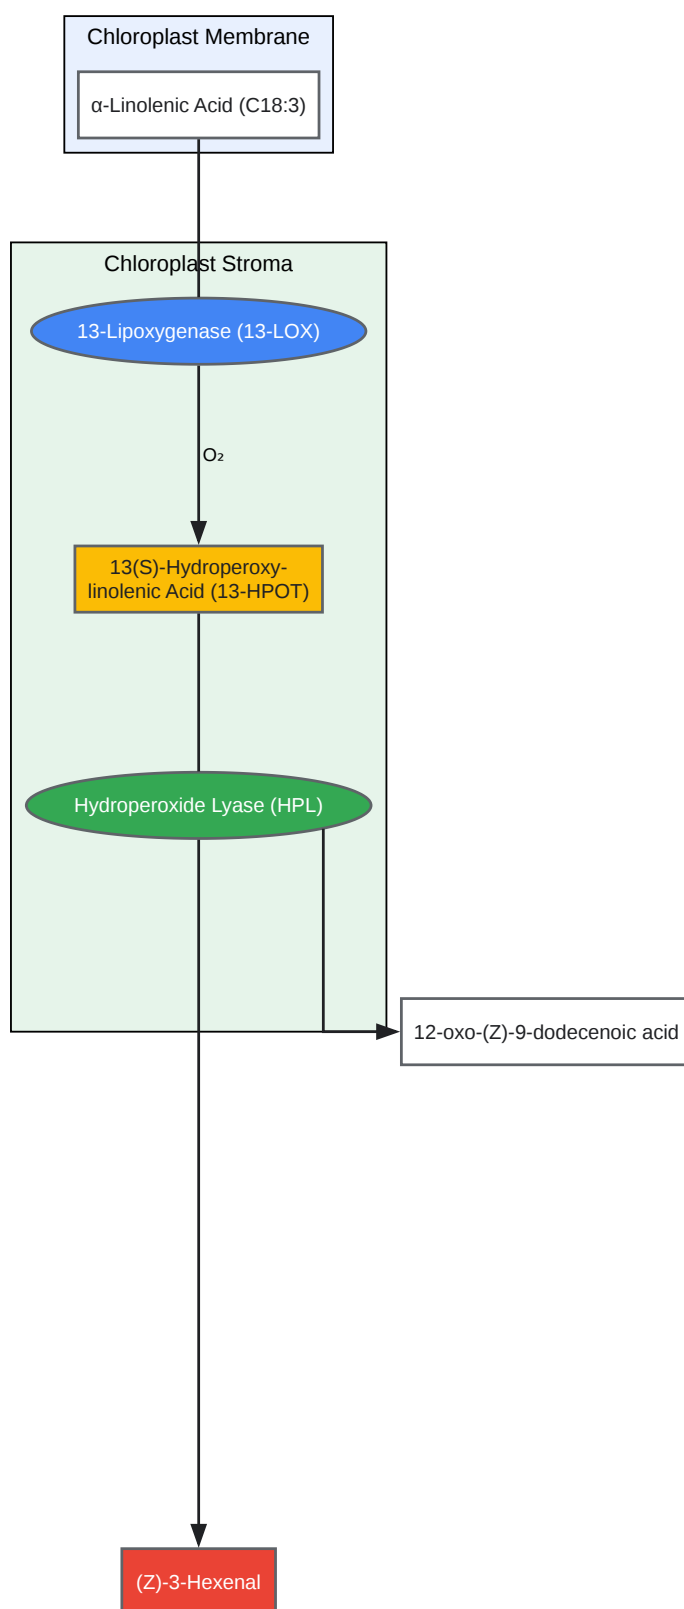 Chloroplast Membrane
α-Linolenic Acid (C18:3)
Chloroplast Stroma
13-Lipoxygenase (13-LOX)
O₂
13(S)-Hydroperoxy-
linolenic Acid (13-HPOT)
Hydroperoxide Lyase (HPL)
12-oxo-(Z)-9-dodecenoic acid
(Z)-3-Hexenal